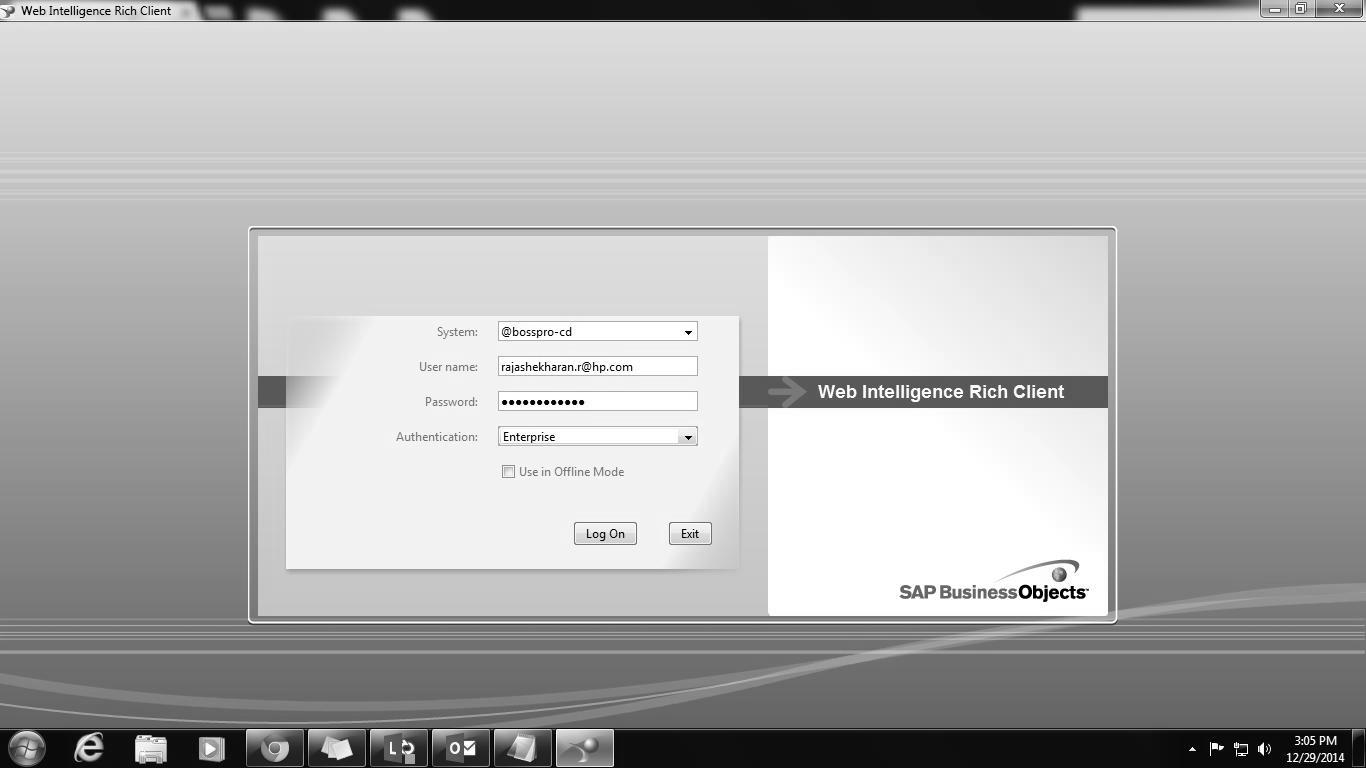 Web Intelligence Rich Client
System: @bosspro-cd
User name: rajashekharan.r@hp.com
Password: ●●●●●●●●●●●●
Authentication: Enterprise
Use in Offline Mode
Log On Exit
Web Intelligence Rich Client
SAP BusinessObjects™
3:05 PM
12/29/2014